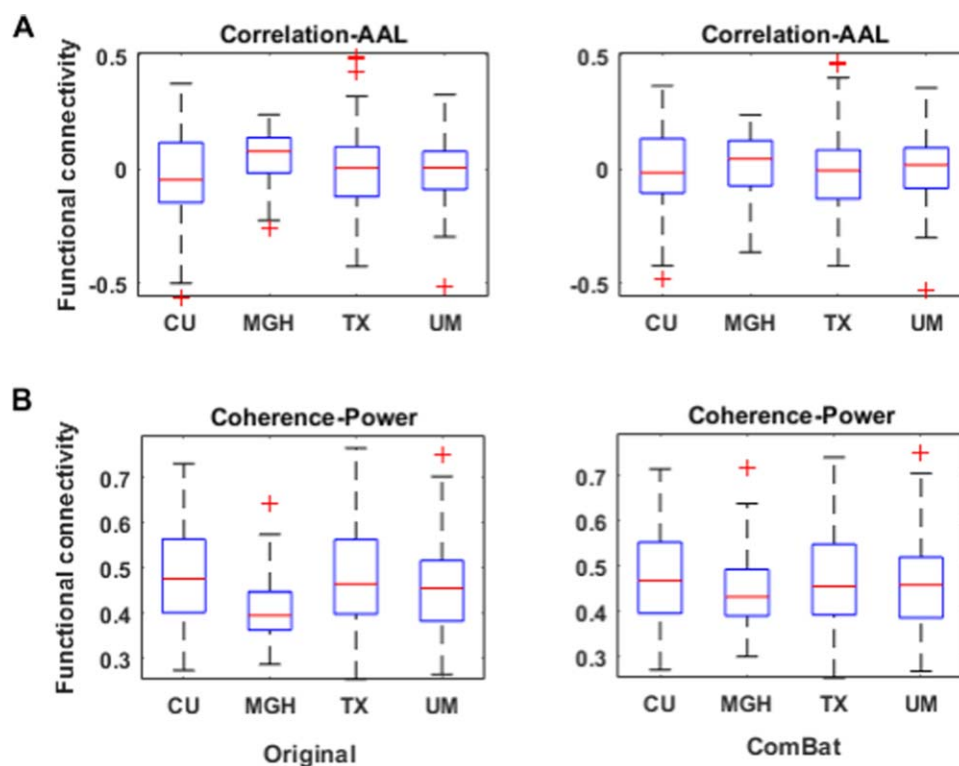 A
Correlation-AAL
Functional connectivity
0.5
0
-0.5
CU MGH TX UM
Correlation-AAL
0.5
0
-0.5
CU MGH TX UM
B
Coherence-Power
Functional connectivity
0.7
0.6
0.5
0.4
0.3
CU MGH TX UM
Original
Coherence-Power
0.7
0.6
0.5
0.4
0.3
CU MGH TX UM
ComBat